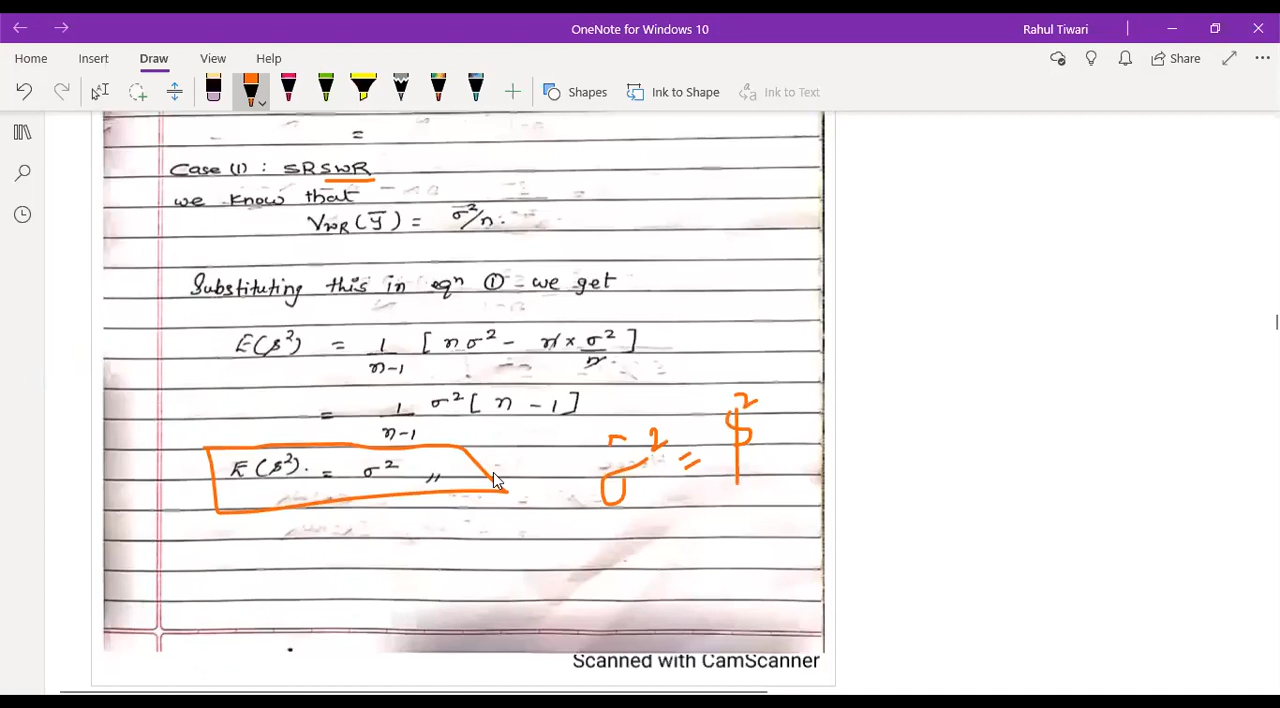 OneNote for Windows 10
Rahul Tiwari
Home Insert Draw View Help
Share
Shapes Ink to Shape Ink to Text
=
Case (1) : SRSWR
we know that
V_WR(ȳ) = σ²/n.
Substituting this in eqn ① we get
E(s²) = 1/(n-1) [ nσ² - n × σ²/n ]
= 1/(n-1) σ² [ n - 1 ]
E(s²). = σ² ,,
σ̂² = s²
Scanned with CamScanner